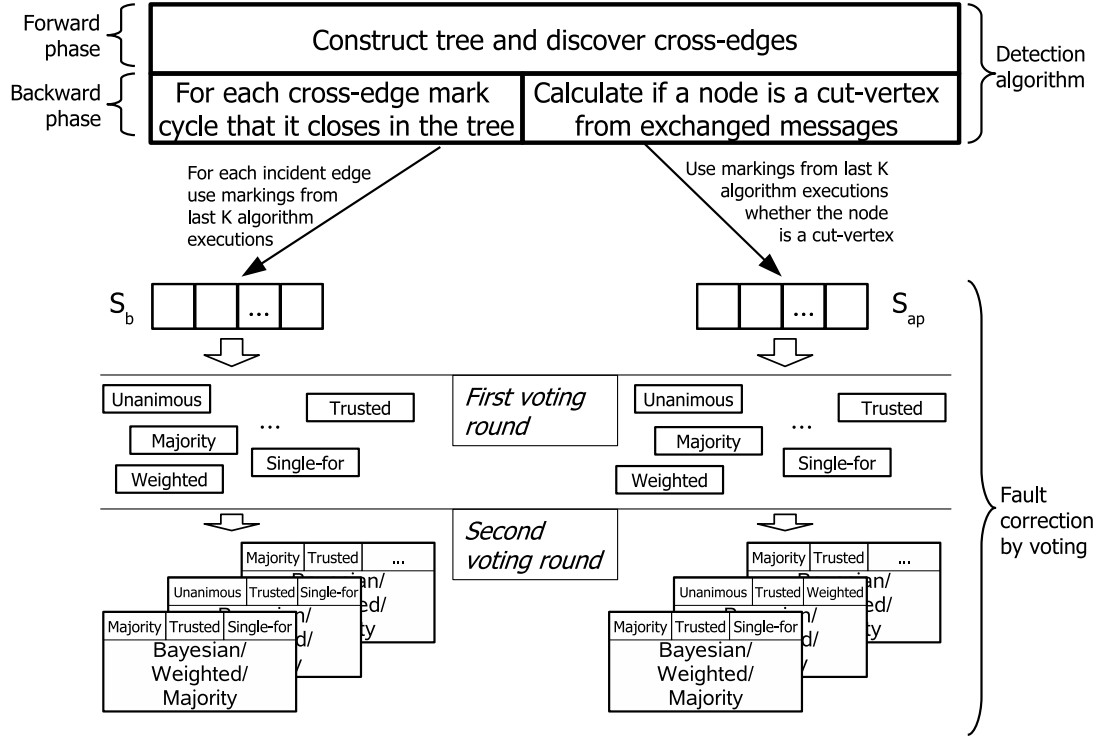 Forward
phase
Construct tree and discover cross-edges
Detection
algorithm
Backward
phase
For each cross-edge mark
cycle that it closes in the tree
Calculate if a node is a cut-vertex
from exchanged messages
For each incident edge
use markings from
last K algorithm
executions
Use markings from last K
algorithm executions
whether the node
is a cut-vertex
S_b
...
...
S_ap
Unanimous
Trusted
...
Majority
Single-for
Weighted
First voting
round
Unanimous
Trusted
...
Majority
Single-for
Weighted
Second
voting round
Fault
correction
by voting
Majority Trusted ...
Unanimous Trusted Single-for
Majority Trusted Single-for
Bayesian/
Weighted/
Majority
Majority Trusted ...
Unanimous Trusted Weighted
Majority Trusted Single-for
Bayesian/
Weighted/
Majority